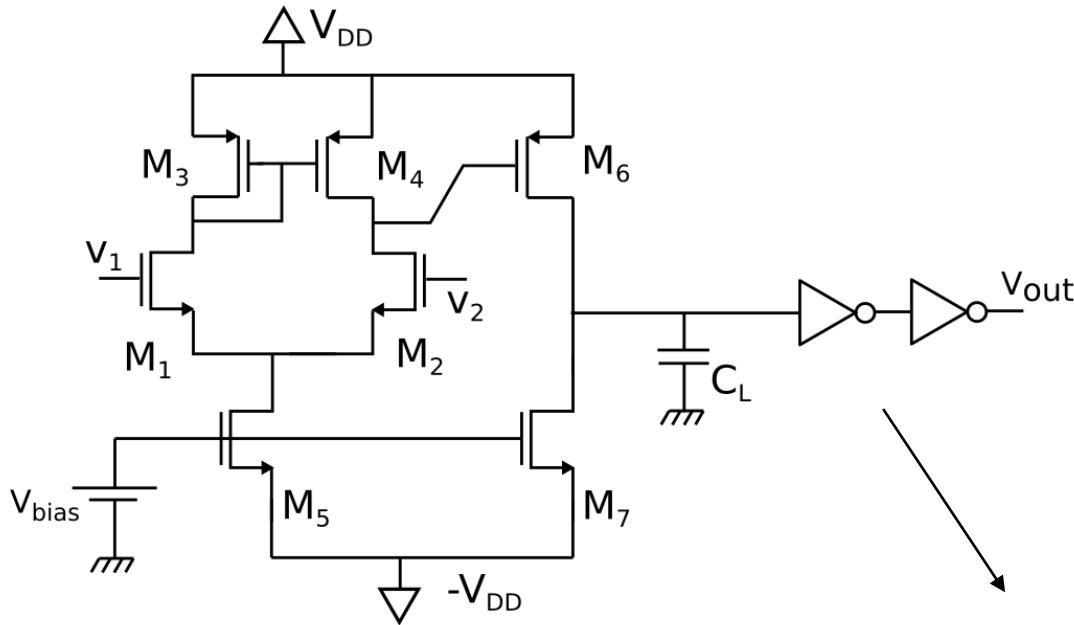 V_DD
M_3
M_4
M_6
v_1
v_2
V_out
M_1
M_2
C_L
V_bias
M_5
M_7
-V_DD